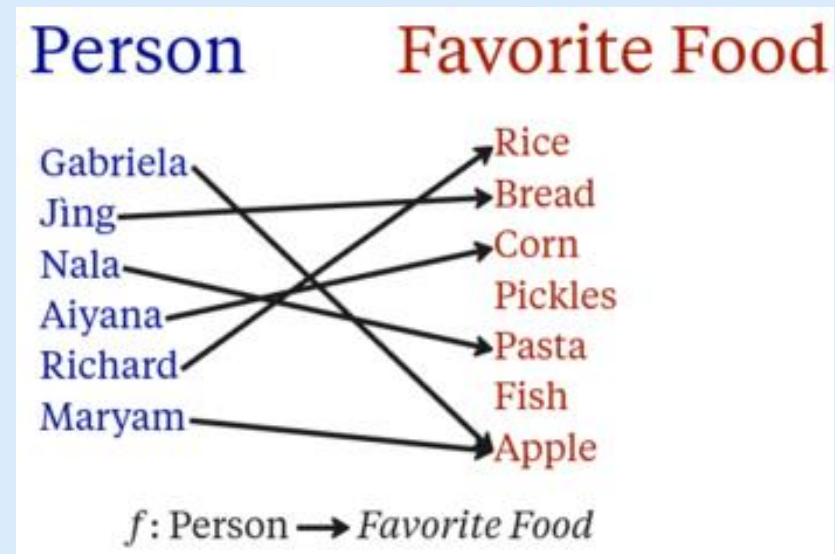 Person
Favorite Food
Gabriela
Jìng
Nala
Aiyana
Richard
Maryam
Rice
Bread
Corn
Pickles
Pasta
Fish
Apple
f: Person → Favorite Food